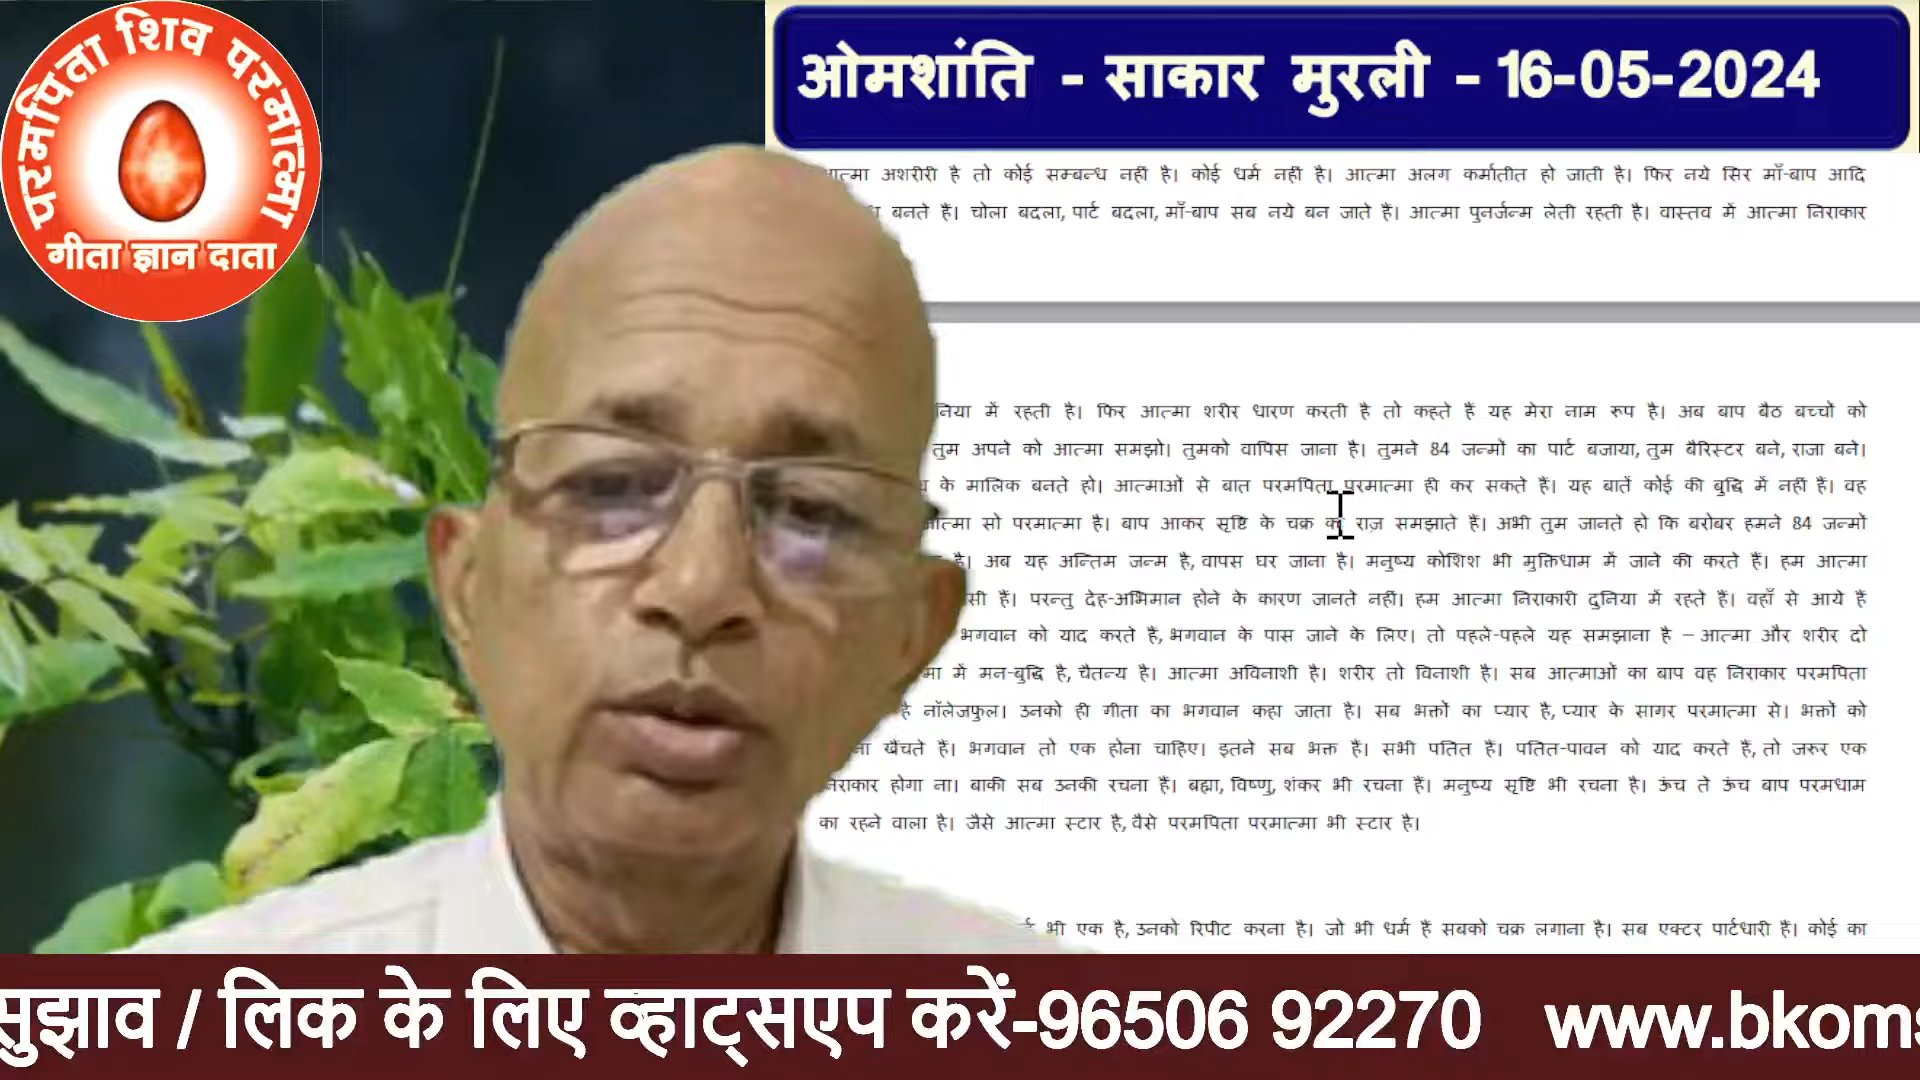 परमपिता शिव परमात्मा
गीता ज्ञान दाता
ओमशांति - साकार मुरली - 16-05-2024
अशरीरी है तो कोई सम्बन्ध नहीं है। कोई धर्म नहीं है। आत्मा अलग कर्मातीत हो जाती है। फिर नये सिर माँ-बाप आदि
बनते हैं। चोला बदला, पार्ट बदला, माँ-बाप सब नये बन जाते हैं। आत्मा पुनर्जन्म लेती रहती है। वास्तव में आत्मा निराकार
में रहती है। फिर आत्मा शरीर धारण करती है तो कहते हैं यह मेरा नाम रूप है। अब बाप बैठ बच्चों को
तुम अपने को आत्मा समझो। तुमको वापिस जाना है। तुमने 84 जन्मों का पार्ट बजाया, तुम बैरिस्टर बने, राजा बने।
के मालिक बनते हो। आत्माओं से बात परमपिता परमात्मा ही कर सकते हैं। यह बातें कोई की बुद्धि में नहीं हैं। वह
सो परमात्मा है। बाप आकर सृष्टि के चक्र का राज़ समझाते हैं। अभी तुम जानते हो कि बरोबर हमने 84 जन्मों
है। अब यह अन्तिम जन्म है, वापस घर जाना है। मनुष्य कोशिश भी मुक्तिधाम में जाने की करते हैं। हम आत्मा
हैं। परन्तु देह-अभिमान होने के कारण जानते नहीं। हम आत्मा निराकारी दुनिया में रहते हैं। वहाँ से आये हैं
भगवान को याद करते हैं, भगवान के पास जाने के लिए। तो पहले-पहले यह समझाना है – आत्मा और शरीर दो
में मन-बुद्धि है, चैतन्य है। आत्मा अविनाशी है। शरीर तो विनाशी है। सब आत्माओं का बाप वह निराकार परमपिता
है नॉलेजफुल। उनको ही गीता का भगवान कहा जाता है। सब भक्तों का प्यार है, प्यार के सागर परमात्मा से। भक्तों को
खैंचते हैं। भगवान तो एक होना चाहिए। इतने सब भक्त हैं। सभी पतित हैं। पतित-पावन को याद करते हैं, तो जरुर एक
निराकार होगा ना। बाकी सब उनकी रचना हैं। ब्रह्मा, विष्णु, शंकर भी रचना हैं। मनुष्य सृष्टि भी रचना है। ऊंच ते ऊंच बाप परमधाम
का रहने वाला है। जैसे आत्मा स्टार है, वैसे परमपिता परमात्मा भी स्टार है।
भी एक है, उनको रिपीट करना है। जो भी धर्म हैं सबको चक्र लगाना है। सब एक्टर पार्टधारी हैं। कोई का
सुझाव / लिक के लिए व्हाट्सएप करें-96506 92270 www.bkoms